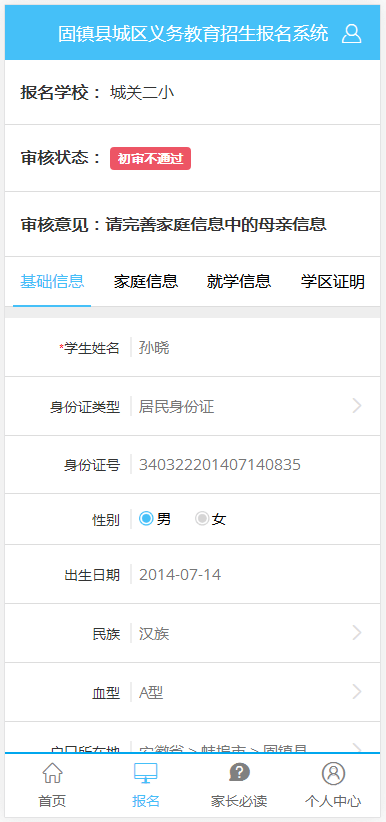 固镇县城区义务教育招生报名系统
报名学校： 城关二小
审核状态： 初审不通过
审核意见：请完善家庭信息中的母亲信息
基础信息 家庭信息 就学信息 学区证明
*学生姓名 孙晓
身份证类型 居民身份证
身份证号 340322201407140835
性别 男 女
出生日期 2014-07-14
民族 汉族
血型 A型
户口所在地 安徽省 > 蚌埠市 > 固镇县
首页 报名 家长必读 个人中心